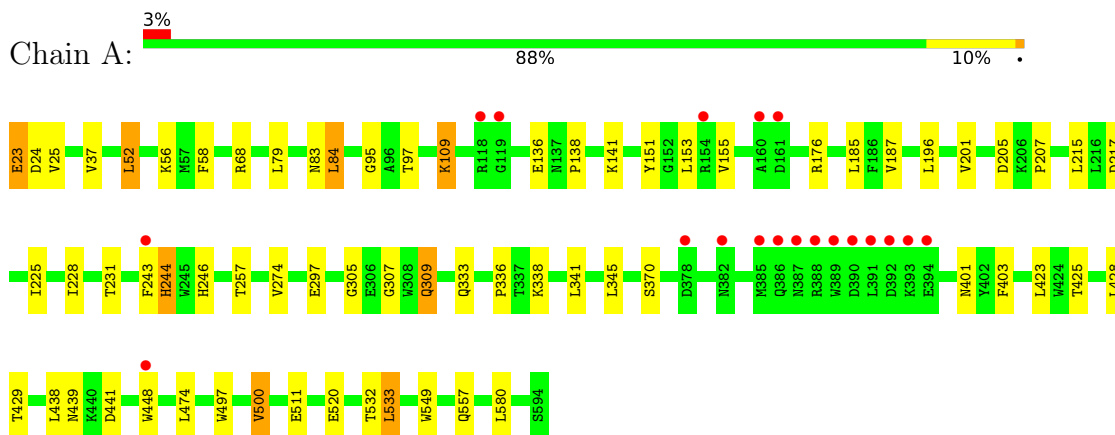 3%
Chain A:
88% 10% •
E23 D24 V25 V37 L52 K56 M57 F58 R68 L79 N83 L84 G95 A96 T97 K109 R118 G119 E136 N137 P138 K141 Y151 G152 L153 R154 V155 A160 D161 R176 L185 F186 V187 L196 V201 D205 K206 P207 L215 L216
I225 I228 T231 F243 H244 W245 H246 T257 V274 E297 G305 E306 G307 W308 Q309 Q333 P336 T337 K338 L341 L345 S370 D378 N382 M385 Q386 N387 R388 W389 D390 L391 D392 K393 E394 N401 Y402 F403 L423 W424 T425
T429 L438 N439 K440 D441 W448 L474 W497 V500 E511 E520 T532 L533 W549 Q557 L580 S594